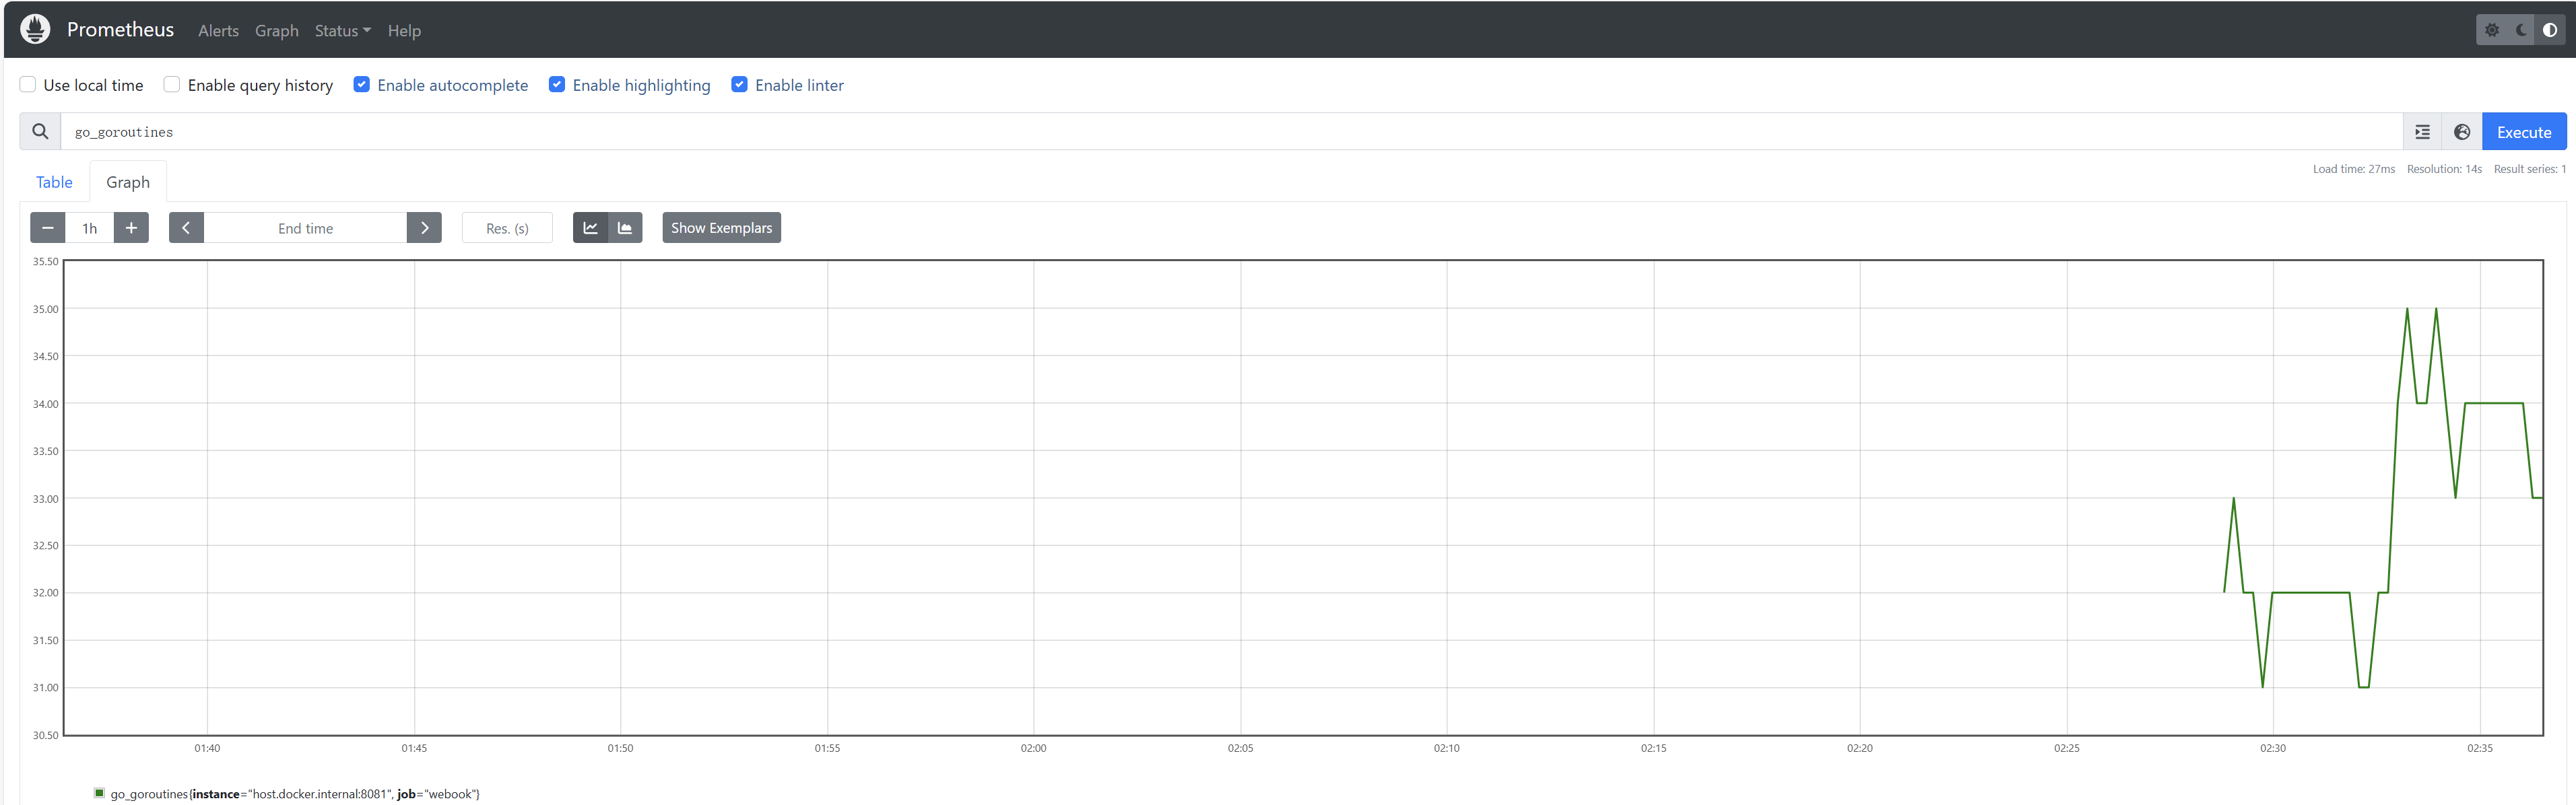 Prometheus Alerts Graph Status Help
Use local time Enable query history Enable autocomplete Enable highlighting Enable linter
go_goroutines Execute
Table Graph Load time: 27ms Resolution: 14s Result series: 1
1h End time Res. (s) Show Exemplars
35.50
35.00
34.50
34.00
33.50
33.00
32.50
32.00
31.50
31.00
30.50
01:40 01:45 01:50 01:55 02:00 02:05 02:10 02:15 02:20 02:25 02:30 02:35
go_goroutines{instance="host.docker.internal:8081", job="webook"}